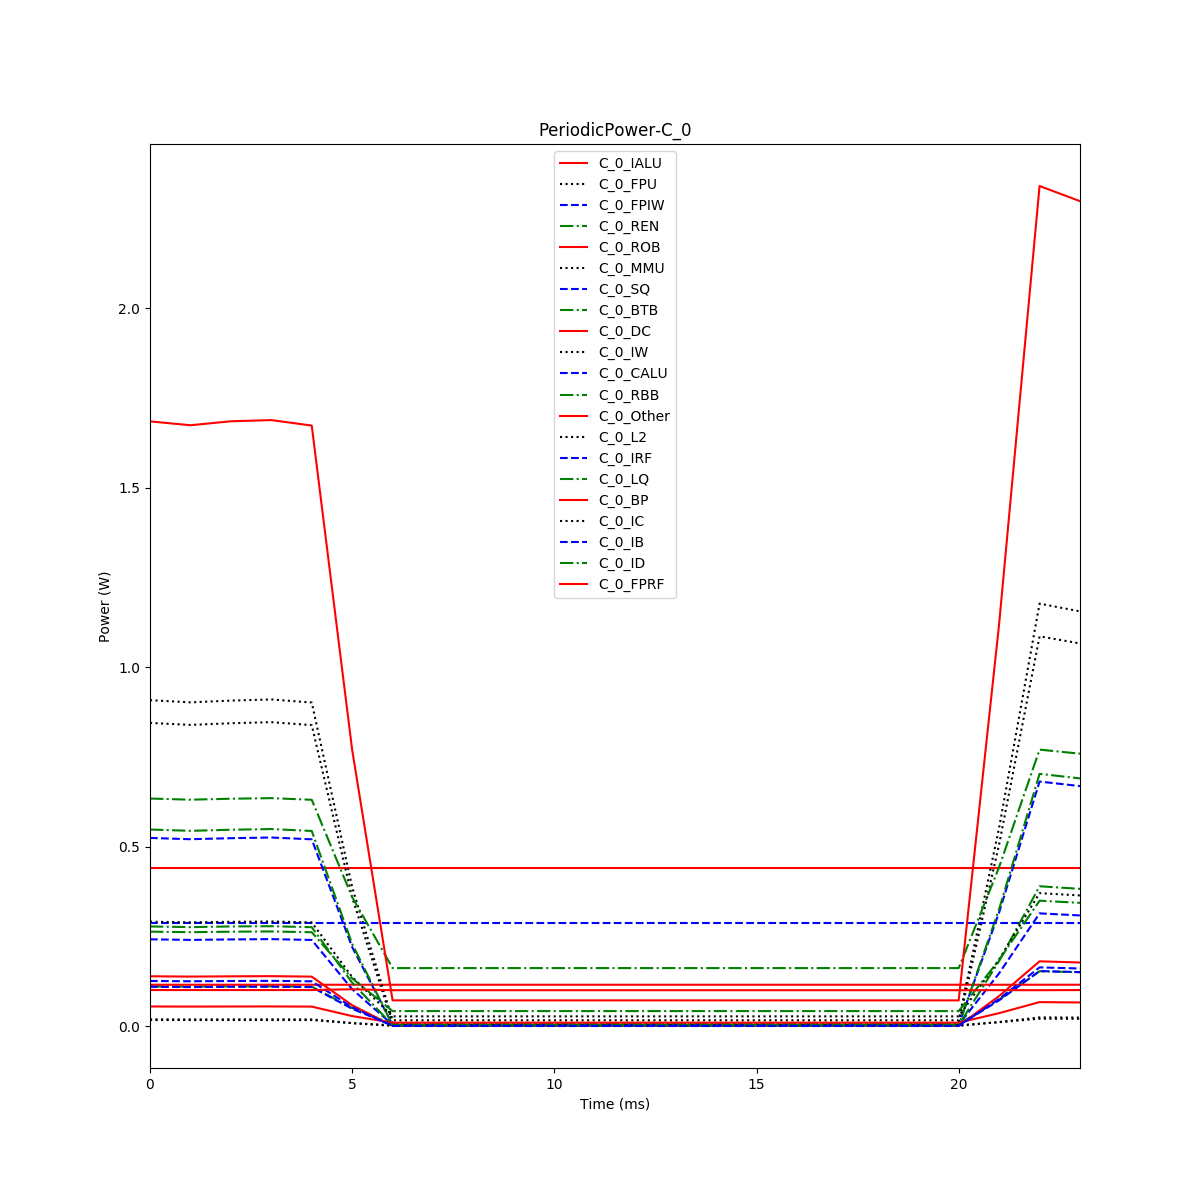 PeriodicPower-C_0
C_0_IALU
C_0_FPU
C_0_FPIW
C_0_REN
C_0_ROB
C_0_MMU
C_0_SQ
C_0_BTB
C_0_DC
C_0_IW
C_0_CALU
C_0_RBB
C_0_Other
C_0_L2
C_0_IRF
C_0_LQ
C_0_BP
C_0_IC
C_0_IB
C_0_ID
C_0_FPRF
2.0
1.5
1.0
0.5
0.0
Power (W)
0 5 10 15 20
Time (ms)